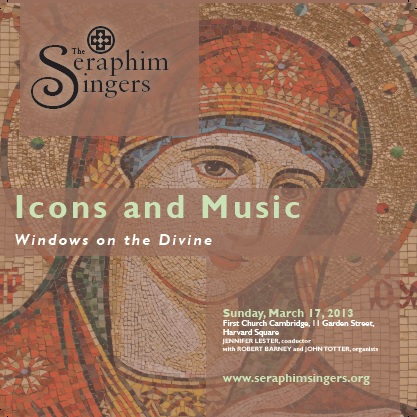 The
Seraphim
Singers
Icons and Music
Windows on the Divine
Sunday, March 17, 2013
First Church Cambridge, 11 Garden Street,
Harvard Square
JENNIFER LESTER, conductor
with ROBERT BARNEY and JOHN TOTTER, organists
www.seraphimsingers.org